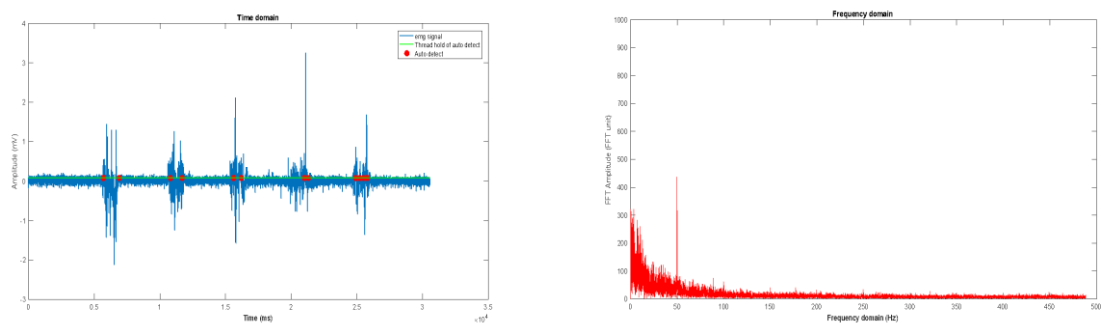 Time domain
4
3
2
1
0
-1
-2
-3
Amplitude (mV)
emg signal
Thread hold of auto detect
Auto detect
0 0.5 1 1.5 2 2.5 3 3.5
Time (ms)
×10⁴
Frequency domain
1000
900
800
700
600
500
400
300
200
100
0
FFT Amplitude (FFT unit)
0 50 100 150 200 250 300 350 400 450 500
Frequency domain (Hz)